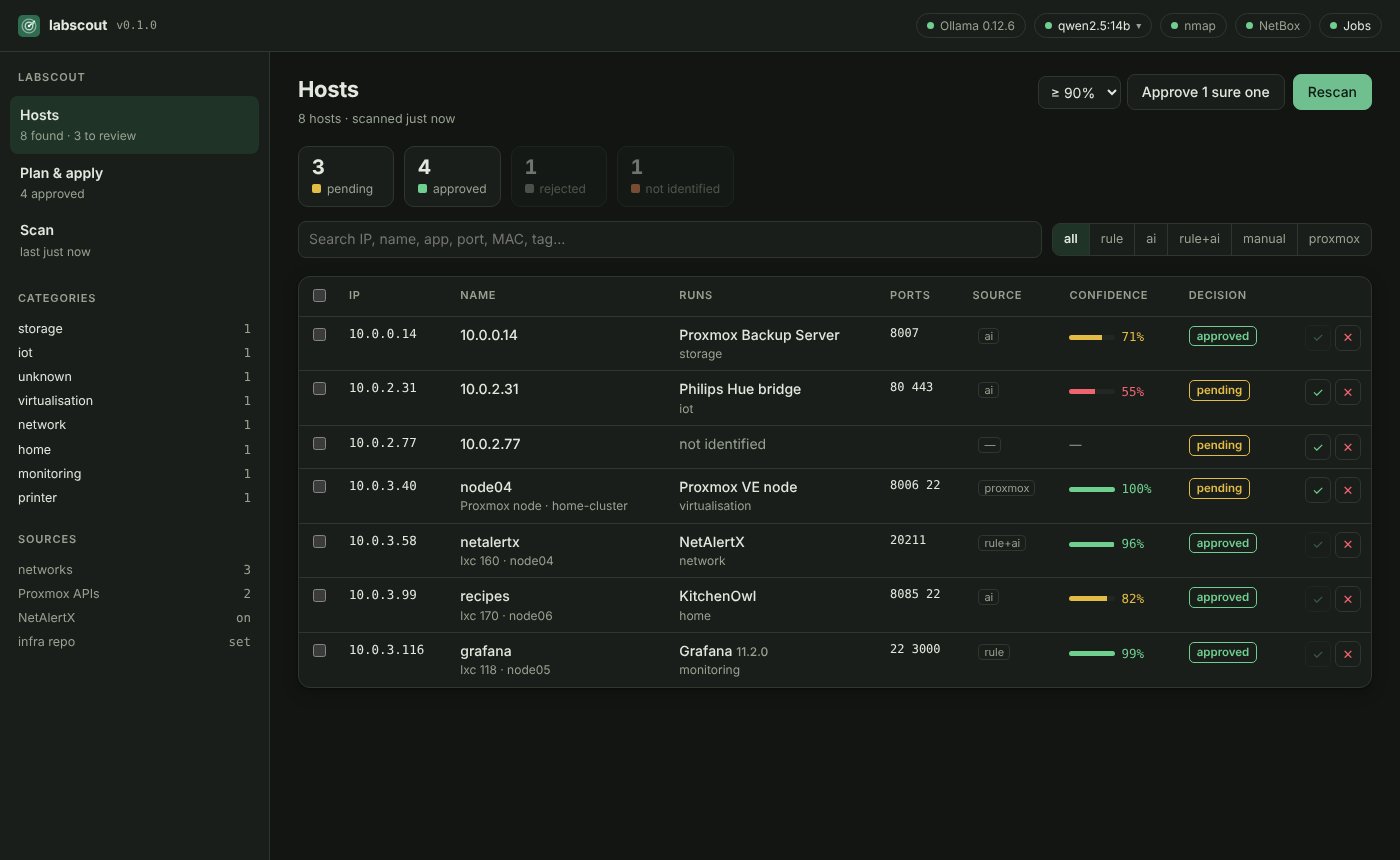 labscout v0.1.0
Ollama 0.12.6
qwen2.5:14b ▾
nmap
NetBox
Jobs
LABSCOUT
Hosts
8 found · 3 to review
Plan & apply
4 approved
Scan
last just now
CATEGORIES
storage 1
iot 1
unknown 1
virtualisation 1
network 1
home 1
monitoring 1
printer 1
SOURCES
networks 3
Proxmox APIs 2
NetAlertX on
infra repo set
Hosts
8 hosts · scanned just now
≥ 90%
Approve 1 sure one
Rescan
3
pending
4
approved
1
rejected
1
not identified
Search IP, name, app, port, MAC, tag...
all rule ai rule+ai manual proxmox
IP NAME RUNS PORTS SOURCE CONFIDENCE DECISION
10.0.0.14 10.0.0.14 Proxmox Backup Server 8007 ai 71% approved ✓ ✕
storage
10.0.2.31 10.0.2.31 Philips Hue bridge 80 443 ai 55% pending ✓ ✕
iot
10.0.2.77 10.0.2.77 not identified — — pending ✓ ✕
10.0.3.40 node04 Proxmox VE node 8006 22 proxmox 100% pending ✓ ✕
Proxmox node · home-cluster virtualisation
10.0.3.58 netalertx NetAlertX 20211 rule+ai 96% approved ✓ ✕
lxc 160 · node04 network
10.0.3.99 recipes KitchenOwl 8085 22 ai 82% approved ✓ ✕
lxc 170 · node06 home
10.0.3.116 grafana Grafana 11.2.0 22 3000 rule 99% approved ✓ ✕
lxc 118 · node05 monitoring